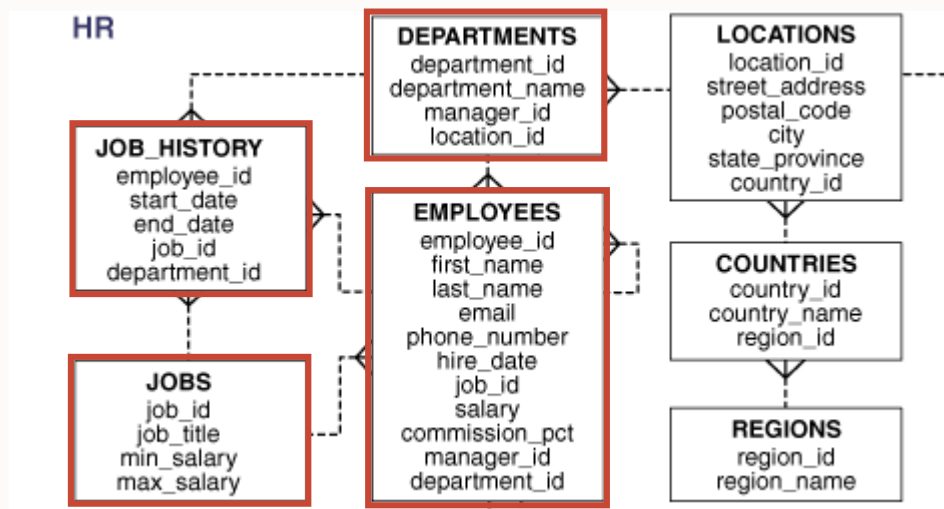 HR
DEPARTMENTS
department_id
department_name
manager_id
location_id
LOCATIONS
location_id
street_address
postal_code
city
state_province
country_id
JOB_HISTORY
employee_id
start_date
end_date
job_id
department_id
EMPLOYEES
employee_id
first_name
last_name
email
phone_number
hire_date
job_id
salary
commission_pct
manager_id
department_id
COUNTRIES
country_id
country_name
region_id
JOBS
job_id
job_title
min_salary
max_salary
REGIONS
region_id
region_name